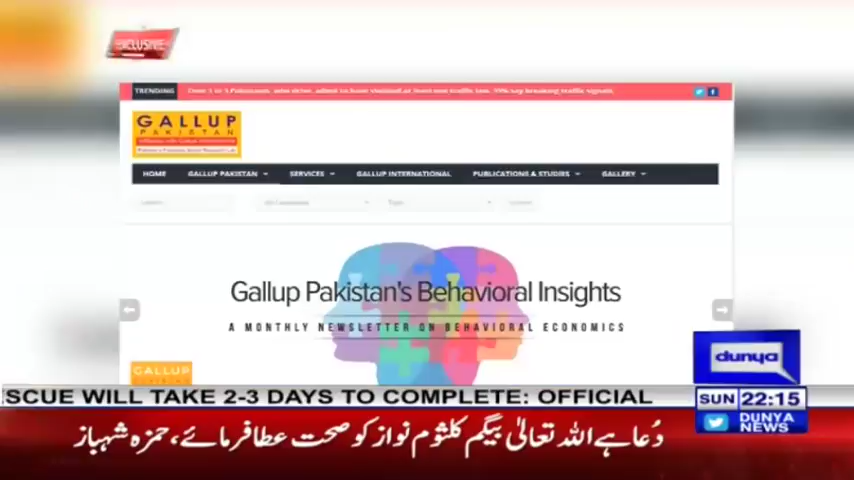 EXCLUSIVE
TRENDING
GALLUP
PAKISTAN
HOME GALLUP PAKISTAN SERVICES GALLUP INTERNATIONAL PUBLICATIONS & STUDIES GALLERY
Gallup Pakistan's Behavioral Insights
A MONTHLY NEWSLETTER ON BEHAVIORAL ECONOMICS
GALLUP
dunya
SCUE WILL TAKE 2-3 DAYS TO COMPLETE: OFFICIAL
SUN 22:15
DUNYA
NEWS
دُعا ہے اللہ تعالیٰ بیگم کلثوم نواز کو صحت عطا فرمائے، حمزہ شہباز